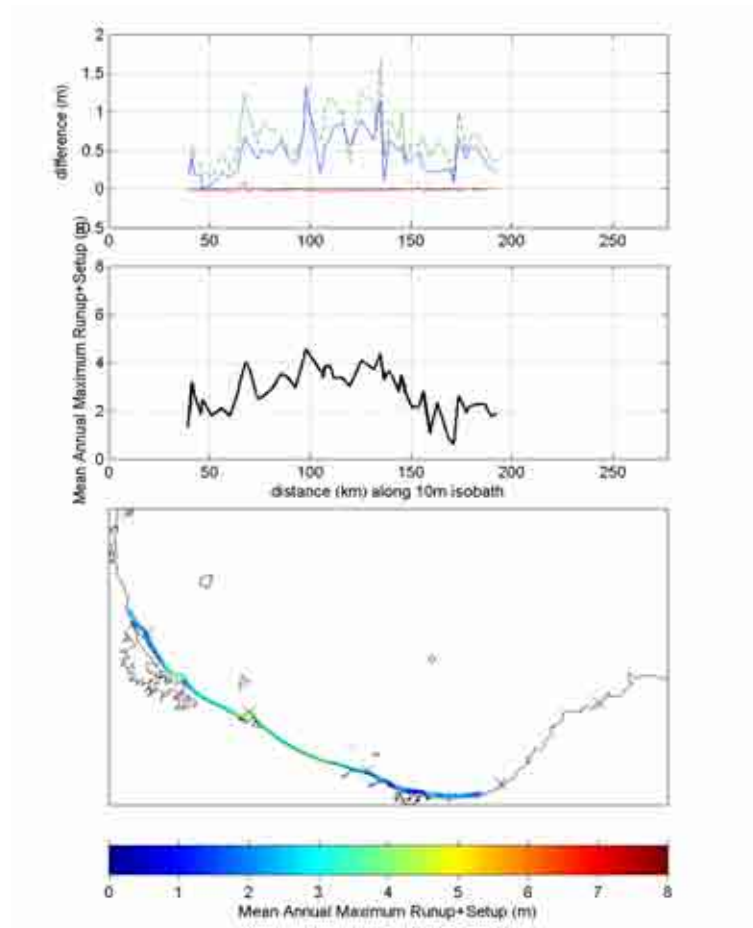 2
1.5
1
0.5
0
0.5
difference (m)
0 50 100 150 200 250
8
6
4
2
0
Mean Annual Maximum Runup+Setup (m)
0 50 100 150 200 250
distance (km) along 10m isobath
0 1 2 3 4 5 6 7 8
Mean Annual Maximum Runup+Setup (m)